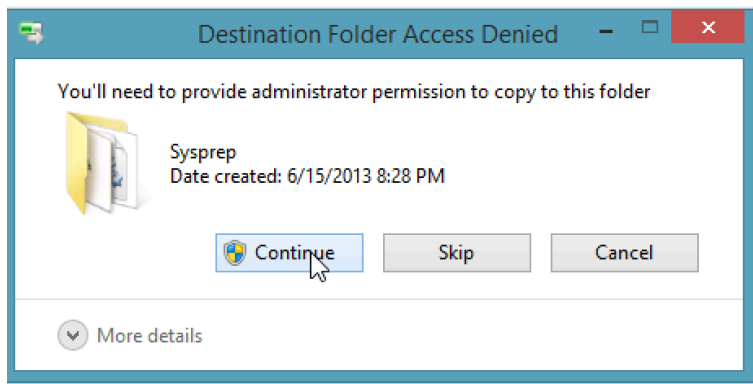 Destination Folder Access Denied
You'll need to provide administrator permission to copy to this folder
Sysprep
Date created: 6/15/2013 8:28 PM
Continue Skip Cancel
More details